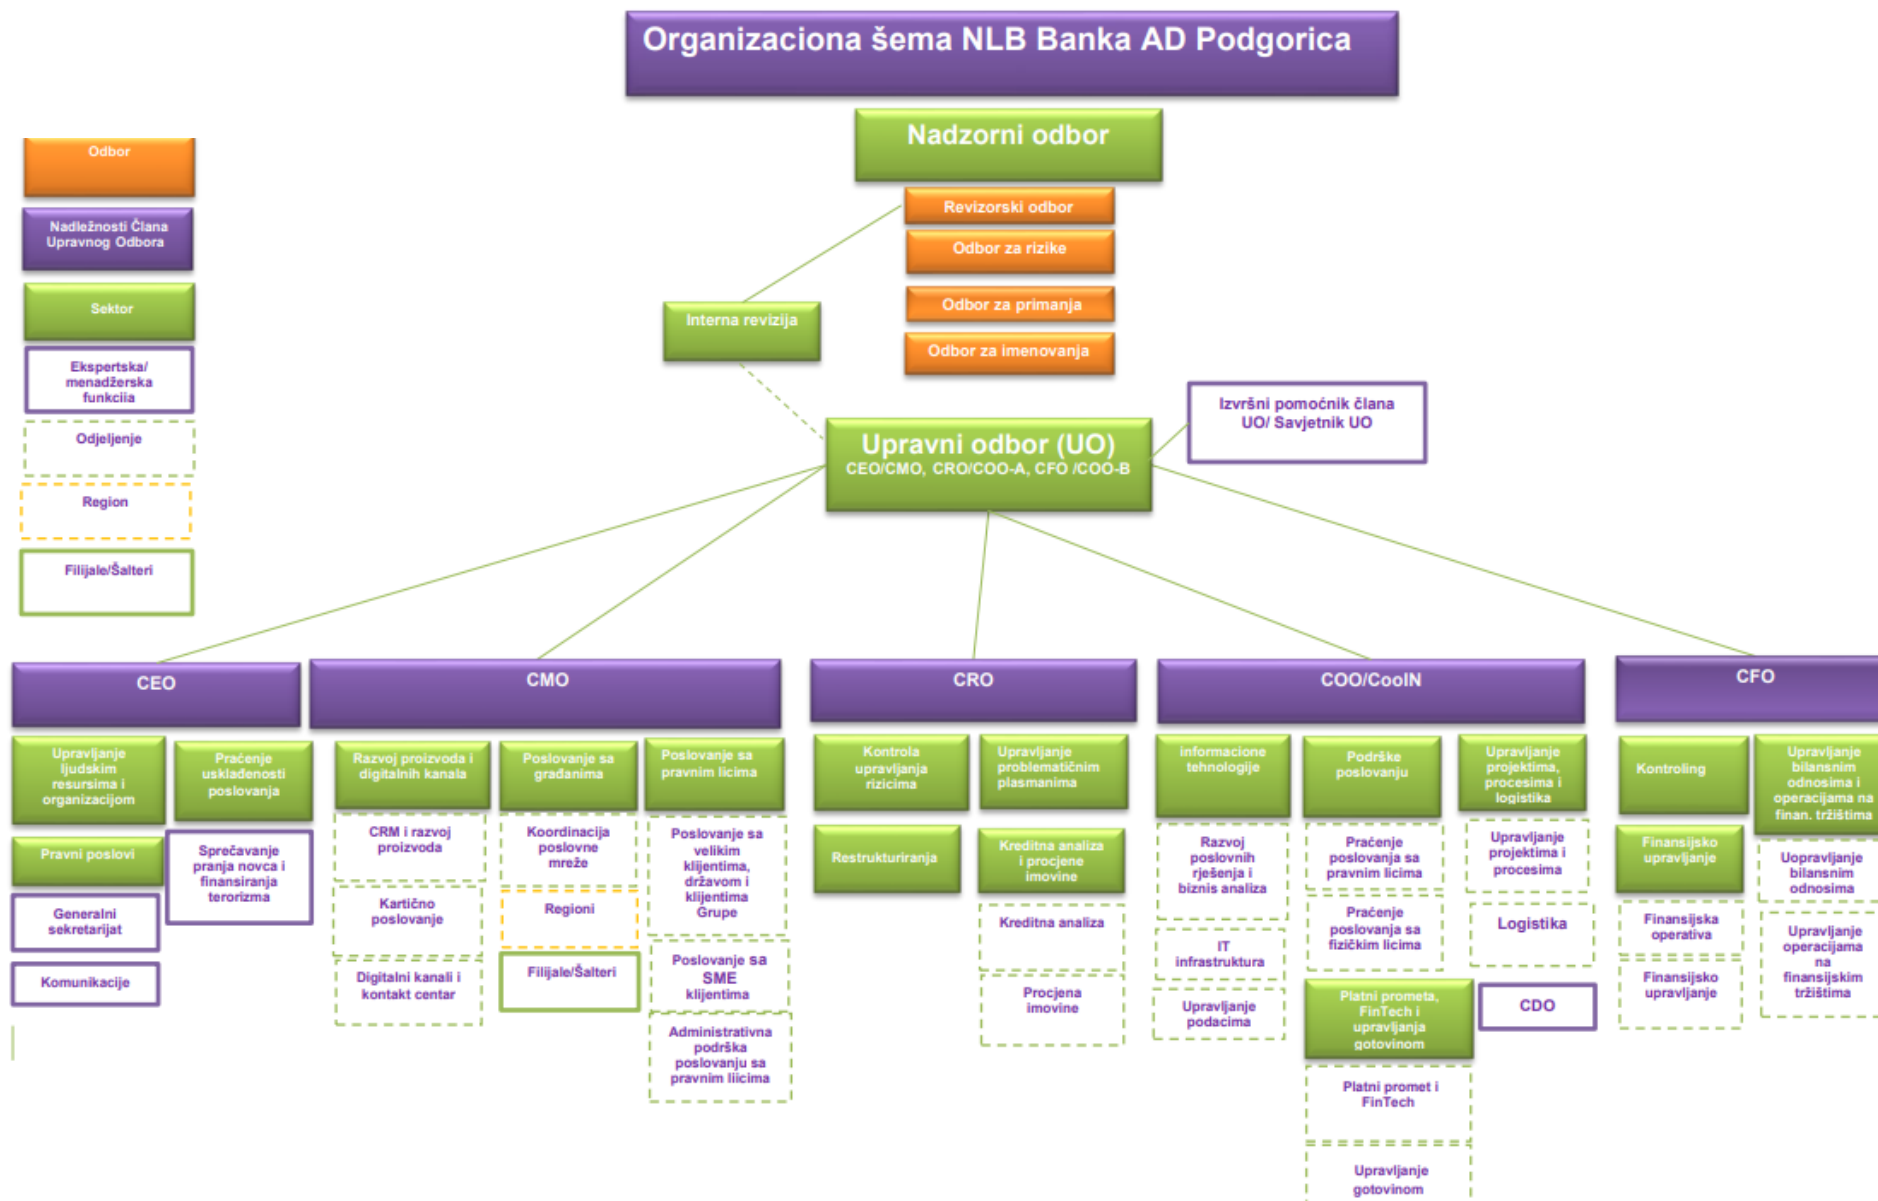 Organizaciona šema NLB Banka AD Podgorica
Nadzorni odbor
Revizorski odbor
Odbor za rizike
Odbor za primanja
Odbor za imenovanja
Interna revizija
Upravni odbor (UO)
CEO/CMO, CRO/COO-A, CFO /COO-B
Izvršni pomoćnik člana
UO/ Savjetnik UO
Odbor
Nadležnosti Člana
Upravnog Odbora
Sektor
Ekspertska/
menadžerska
funkciia
Odjeljenje
Region
Filijale/Šalteri
CEO
Upravljanje
ljudskim
resursima i
organizacijom
Praćenje
usklađenosti
poslovanja
Pravni poslovi
Sprečavanje
pranja novca i
finansiranja
terorizma
Generalni
sekretarijat
Komunikacije
CMO
Razvoj proizvoda i
digitalnih kanala
CRM i razvoj
proizvoda
Kartično
poslovanje
Digitalni kanali i
kontakt centar
Poslovanje sa
građanima
Koordinacija
poslovne
mreže
Regioni
Filijale/Šalteri
Poslovanje sa
pravnim licima
Poslovanje sa
velikim
klijentima,
državom i
klijentima
Grupe
Poslovanje sa
SME
klijentima
Administrativna
podrška
poslovanju sa
pravnim liicima
CRO
Kontrola
upravljanja
rizicima
Upravljanje
problematičnim
plasmanima
Restrukturiranja
Kreditna analiza
i procjene
imovine
Kreditna analiza
Procjena
imovine
COO/CooIN
informacione
tehnologije
Razvoj
poslovnih
rješenja i
biznis analiza
IT
infrastruktura
Upravljanje
podacima
Podrške
poslovanju
Praćenje
poslovanja sa
pravnim licima
Praćenje
poslovanja sa
fizičkim licima
Platni prometa,
FinTech i
upravljanja
gotovinom
Platni promet i
FinTech
Upravljanje
gotovinom
Upravljanje
projektima,
procesima i
logistika
Upravljanje
projektima i
procesima
Logistika
CDO
CFO
Kontroling
Finansijsko
upravljanje
Finansijska
operativa
Finansijsko
upravljanje
Upravljanje
bilansnim
odnosima i
operacijama na
finan. tržištima
Uopravljanje
bilansnim
odnosima
Upravljanje
operacijama
na
finansijskim
tržištima